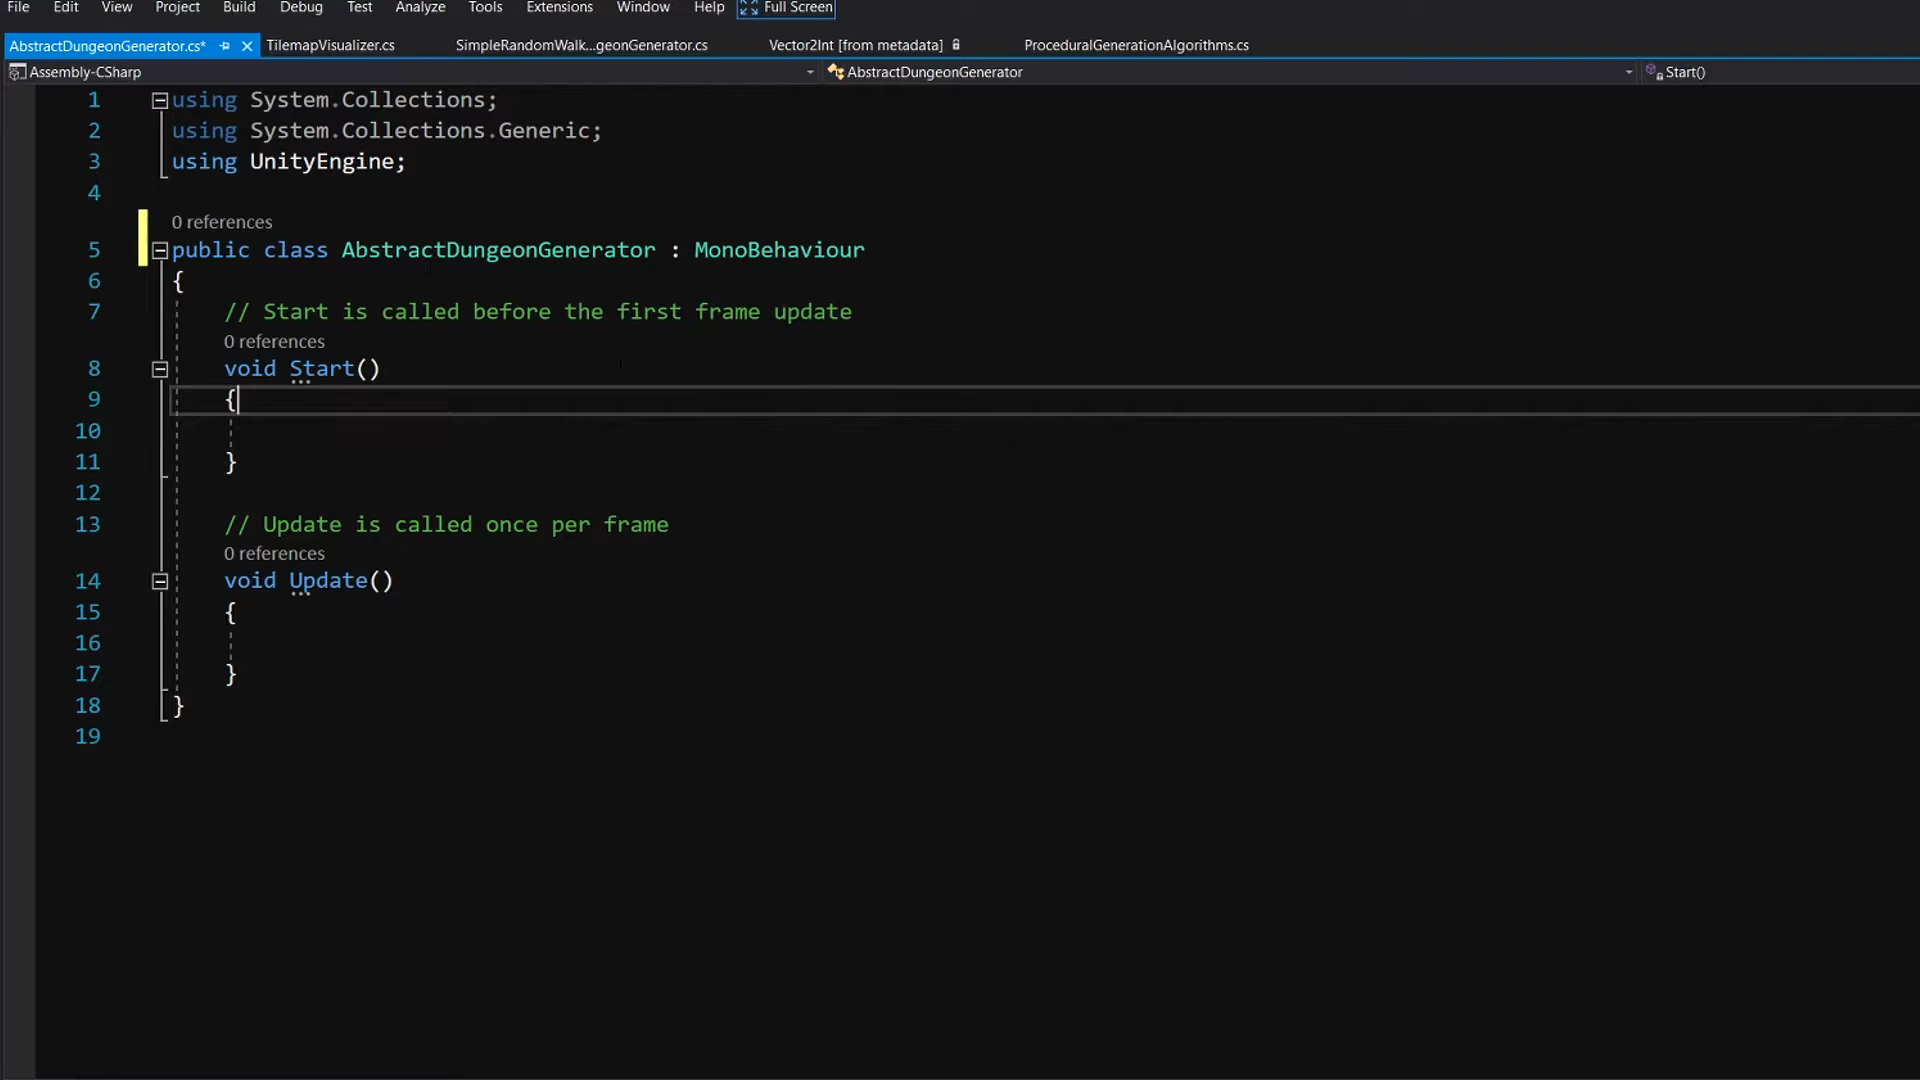 File Edit View Project Build Debug Test Analyze Tools Extensions Window Help Full Screen
AbstractDungeonGenerator.cs* TilemapVisualizer.cs SimpleRandomWalk...geonGenerator.cs Vector2Int [from metadata] ProceduralGenerationAlgorithms.cs
Assembly-CSharp AbstractDungeonGenerator Start()
1 using System.Collections;
2 using System.Collections.Generic;
3 using UnityEngine;
4
0 references
5 public class AbstractDungeonGenerator : MonoBehaviour
6 {
7 // Start is called before the first frame update
0 references
8 void Start()
9 {
10
11 }
12
13 // Update is called once per frame
0 references
14 void Update()
15 {
16
17 }
18 }
19